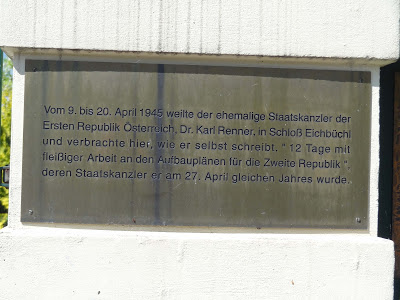 Vom 9. bis 20. April 1945 weilte der ehemalige Staatskanzler der
Ersten Republik Österreich, Dr. Karl Renner, in Schloß Eichbüchl
und verbrachte hier, wie er selbst schreibt, " 12 Tage mit
fleißiger Arbeit an den Aufbauplänen für die Zweite Republik ",
deren Staatskanzler er am 27. April gleichen Jahres wurde.